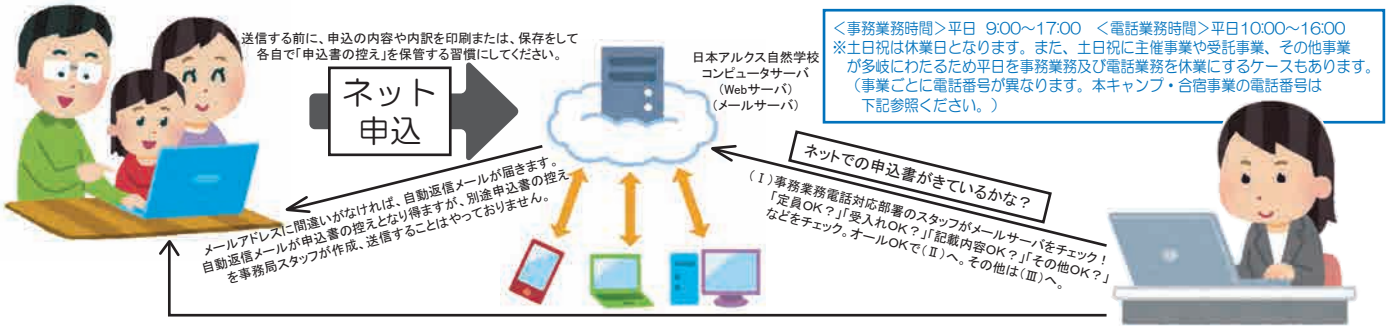 送信する前に、申込の内容や内訳を印刷または、保存をして
各自で「申込書の控え」を保管する習慣にしてください。
ネット
申込
日本アルクス自然学校
コンピュータサーバ
（Webサーバ）
（メールサーバ）
＜事務業務時間＞平日 9:00～17:00 ＜電話業務時間＞平日10:00～16:00
※土日祝は休業日となります。また、土日祝に主催事業や受託事業、その他事業
が多岐にわたるため平日を事務業務及び電話業務を休業にするケースもあります。
（事業ごとに電話番号が異なります。本キャンプ・合宿事業の電話番号は
下記参照ください。）
メールアドレスに間違いがなければ、自動返信メールが届きます。
自動返信メールが申込書の控えとなり得ますが、別途申込書の控え
を事務局スタッフが作成、送信することはやっておりません。
ネットでの申込書がきているかな？
（Ⅰ）事務業務電話対応部署のスタッフがメールサーバをチェック！
「定員OK？」「受入れOK？」「記載内容OK？」「その他OK？」
などをチェック。オールOKで（Ⅱ）へ。その他は（Ⅲ）へ。